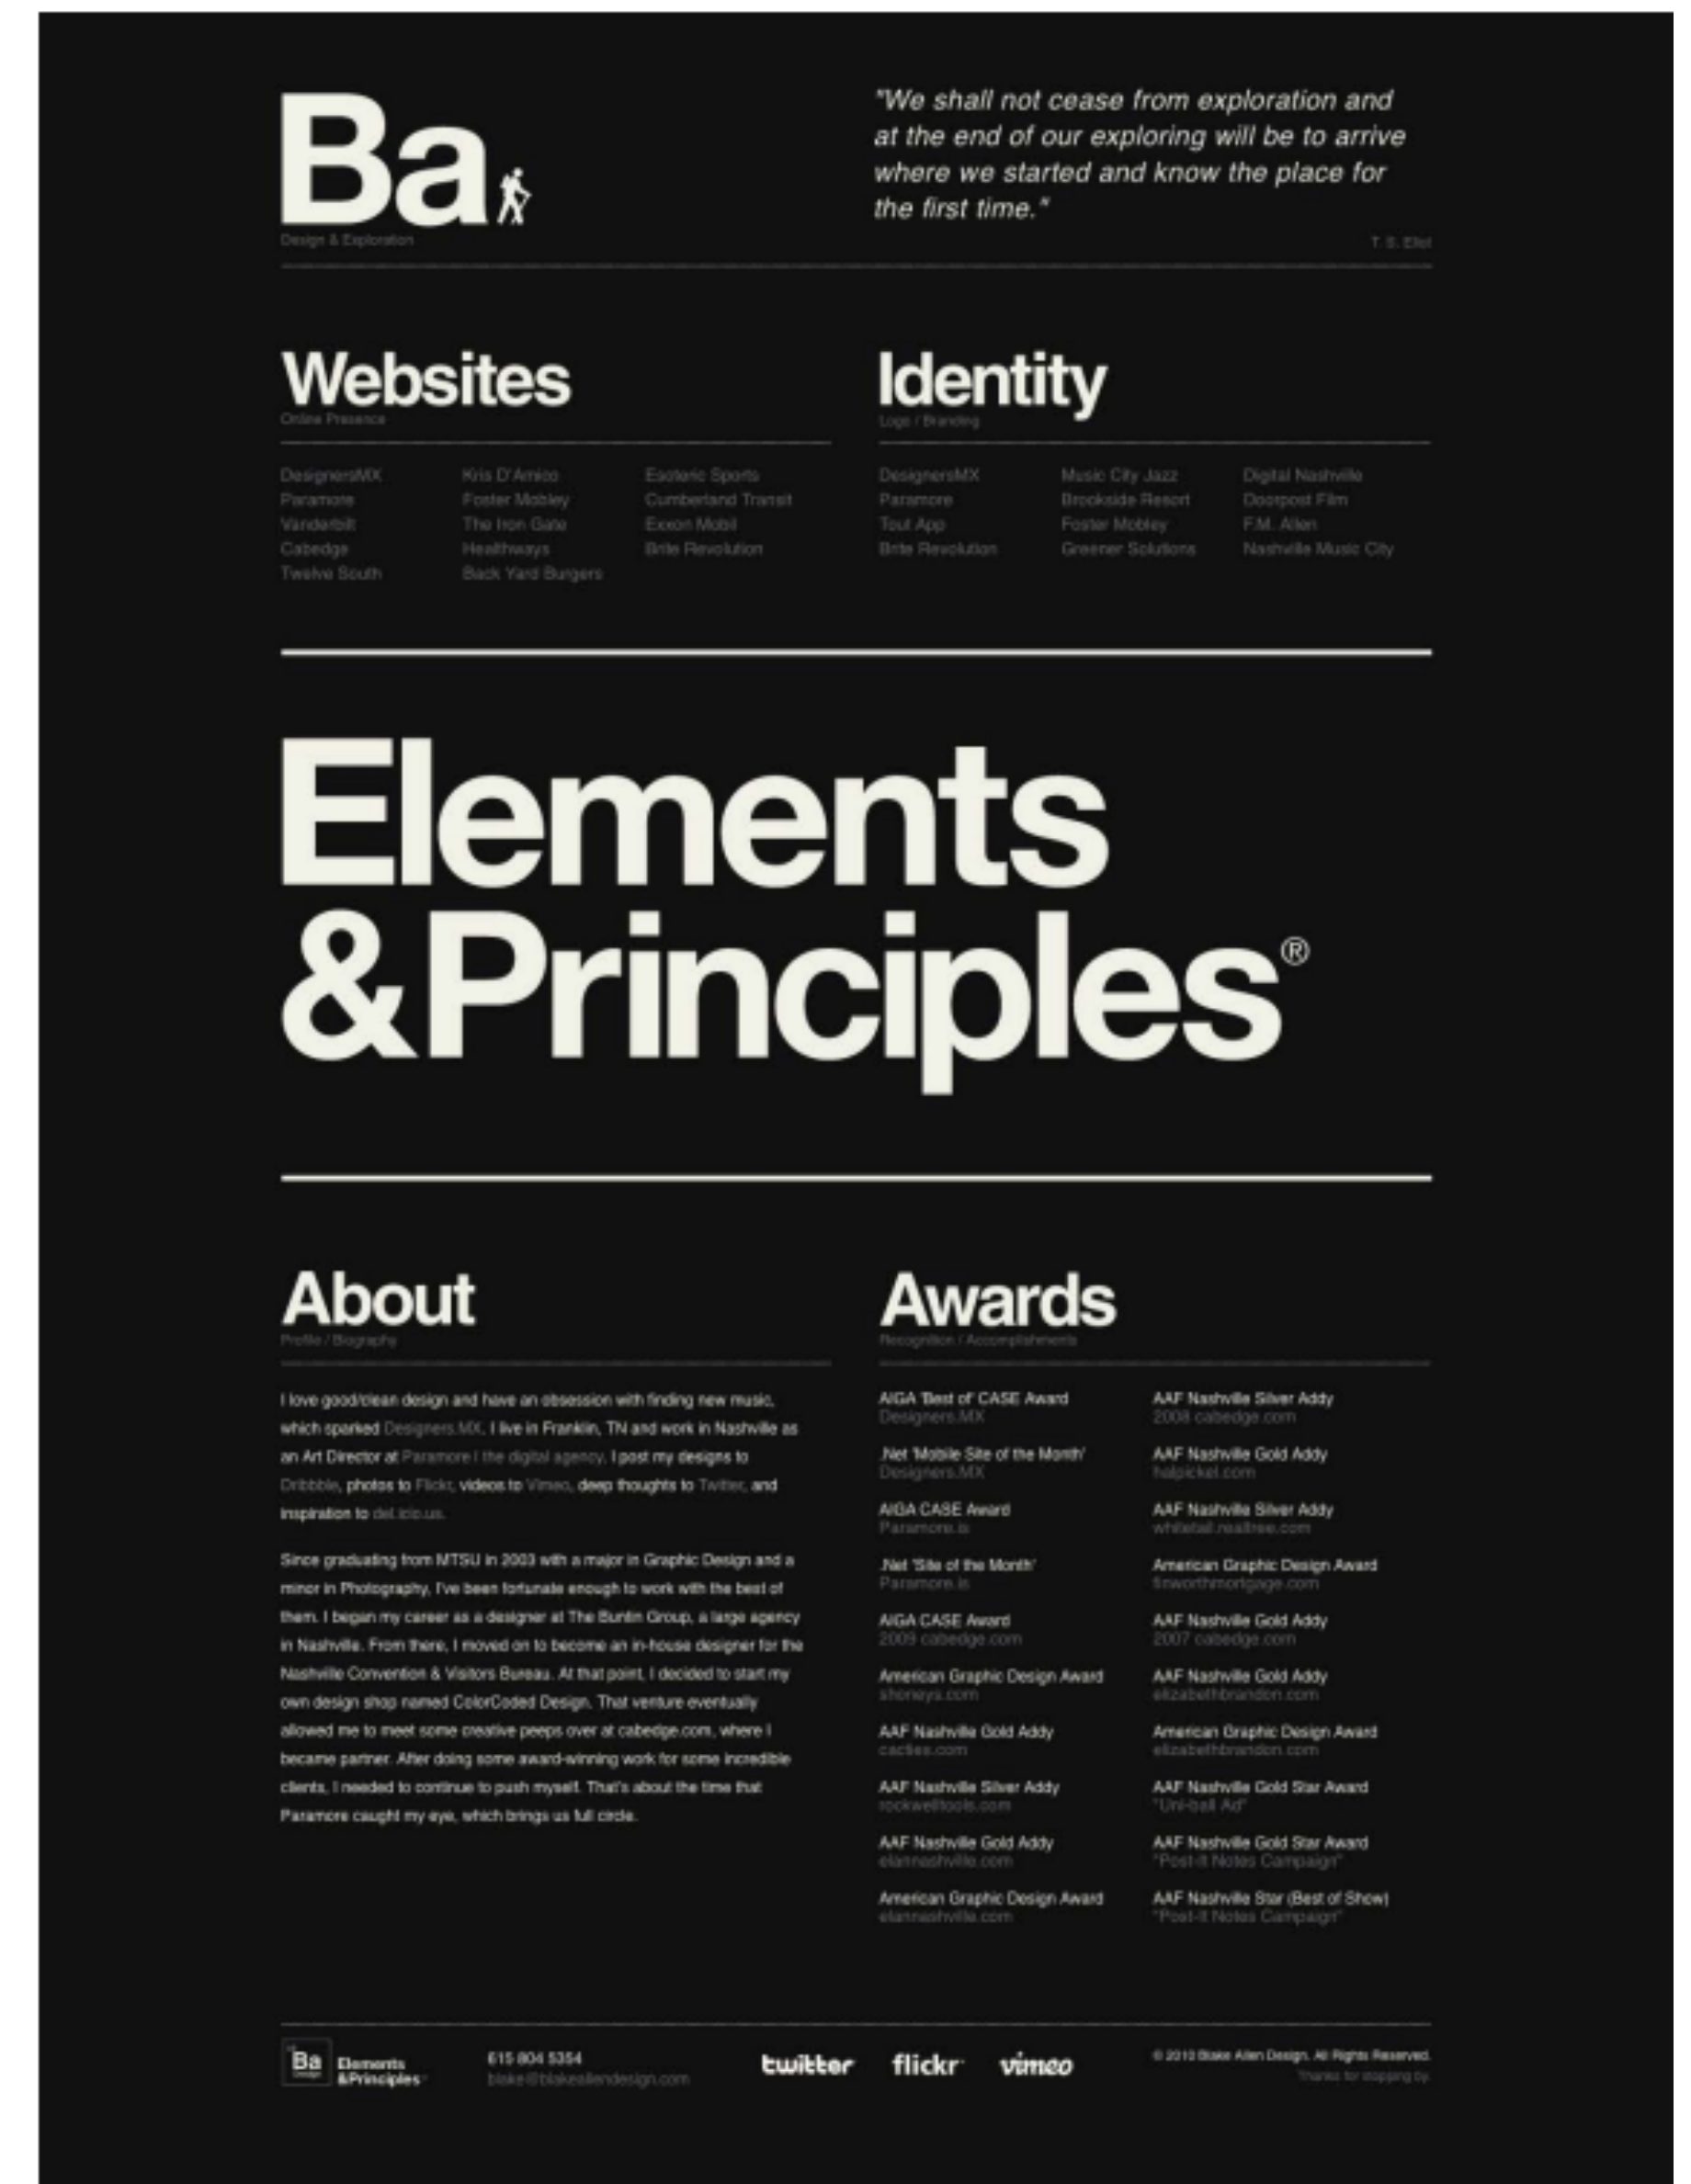 Ba
Design & Exploration
"We shall not cease from exploration and
at the end of our exploring will be to arrive
where we started and know the place for
the first time."
T. S. Eliot
Websites
Online Presence
DesignersMX
Paramore
Vanderbilt
Cabedge
Twelve South
Kris D'Amico
Foster Mobley
The Iron Gate
Healthways
Back Yard Burgers
Esoteric Sports
Cumberland Transit
Exxon Mobil
Brite Revolution
Identity
Logo / Branding
DesignersMX
Paramore
Tout App
Brite Revolution
Music City Jazz
Brookside Resort
Foster Mobley
Greener Solutions
Digital Nashville
Doorpost Film
F.M. Allen
Nashville Music City
Elements
&Principles®
About
Profile / Biography
I love good/clean design and have an obsession with finding new music,
which sparked Designers.MX. I live in Franklin, TN and work in Nashville as
an Art Director at Paramore | the digital agency. I post my designs to
Dribbble, photos to Flickr, videos to Vimeo, deep thoughts to Twitter, and
inspiration to del.icio.us.
Since graduating from MTSU in 2003 with a major in Graphic Design and a
minor in Photography, I've been fortunate enough to work with the best of
them. I began my career as a designer at The Buntin Group, a large agency
in Nashville. From there, I moved on to become an in-house designer for the
Nashville Convention & Visitors Bureau. At that point, I decided to start my
own design shop named ColorCoded Design. That venture eventually
allowed me to meet some creative peeps over at cabedge.com, where I
became partner. After doing some award-winning work for some incredible
clients, I needed to continue to push myself. That's about the time that
Paramore caught my eye, which brings us full circle.
Awards
Recognition / Accomplishments
AIGA 'Best of' CASE Award
Designers.MX
.Net 'Mobile Site of the Month'
Designers.MX
AIGA CASE Award
Paramore.is
.Net 'Site of the Month'
Paramore.is
AIGA CASE Award
2009 cabedge.com
American Graphic Design Award
shoneys.com
AAF Nashville Gold Addy
cacties.com
AAF Nashville Silver Addy
rockwelltools.com
AAF Nashville Gold Addy
elannashville.com
American Graphic Design Award
elannashville.com
AAF Nashville Silver Addy
2008 cabedge.com
AAF Nashville Gold Addy
halpickel.com
AAF Nashville Silver Addy
whitetail.realtree.com
American Graphic Design Award
finworthmortgage.com
AAF Nashville Gold Addy
2007 cabedge.com
AAF Nashville Gold Addy
elizabethbrandon.com
American Graphic Design Award
elizabethbrandon.com
AAF Nashville Gold Star Award
"Uni-ball Ad"
AAF Nashville Gold Star Award
"Post-It Notes Campaign"
AAF Nashville Star (Best of Show)
"Post-It Notes Campaign"
Ba
Design
Elements
&Principles
615 804 5354
blake@blakeallendesign.com
twitter
flickr
vimeo
© 2010 Blake Allen Design. All Rights Reserved.
Thanks for stopping by.